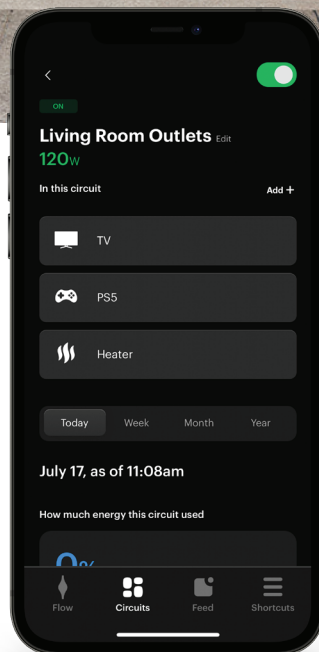 ON
Living Room Outlets Edit
120W
In this circuit Add +
TV
PS5
Heater
Today Week Month Year
July 17, as of 11:08am
How much energy this circuit used
0%
Flow Circuits Feed Shortcuts